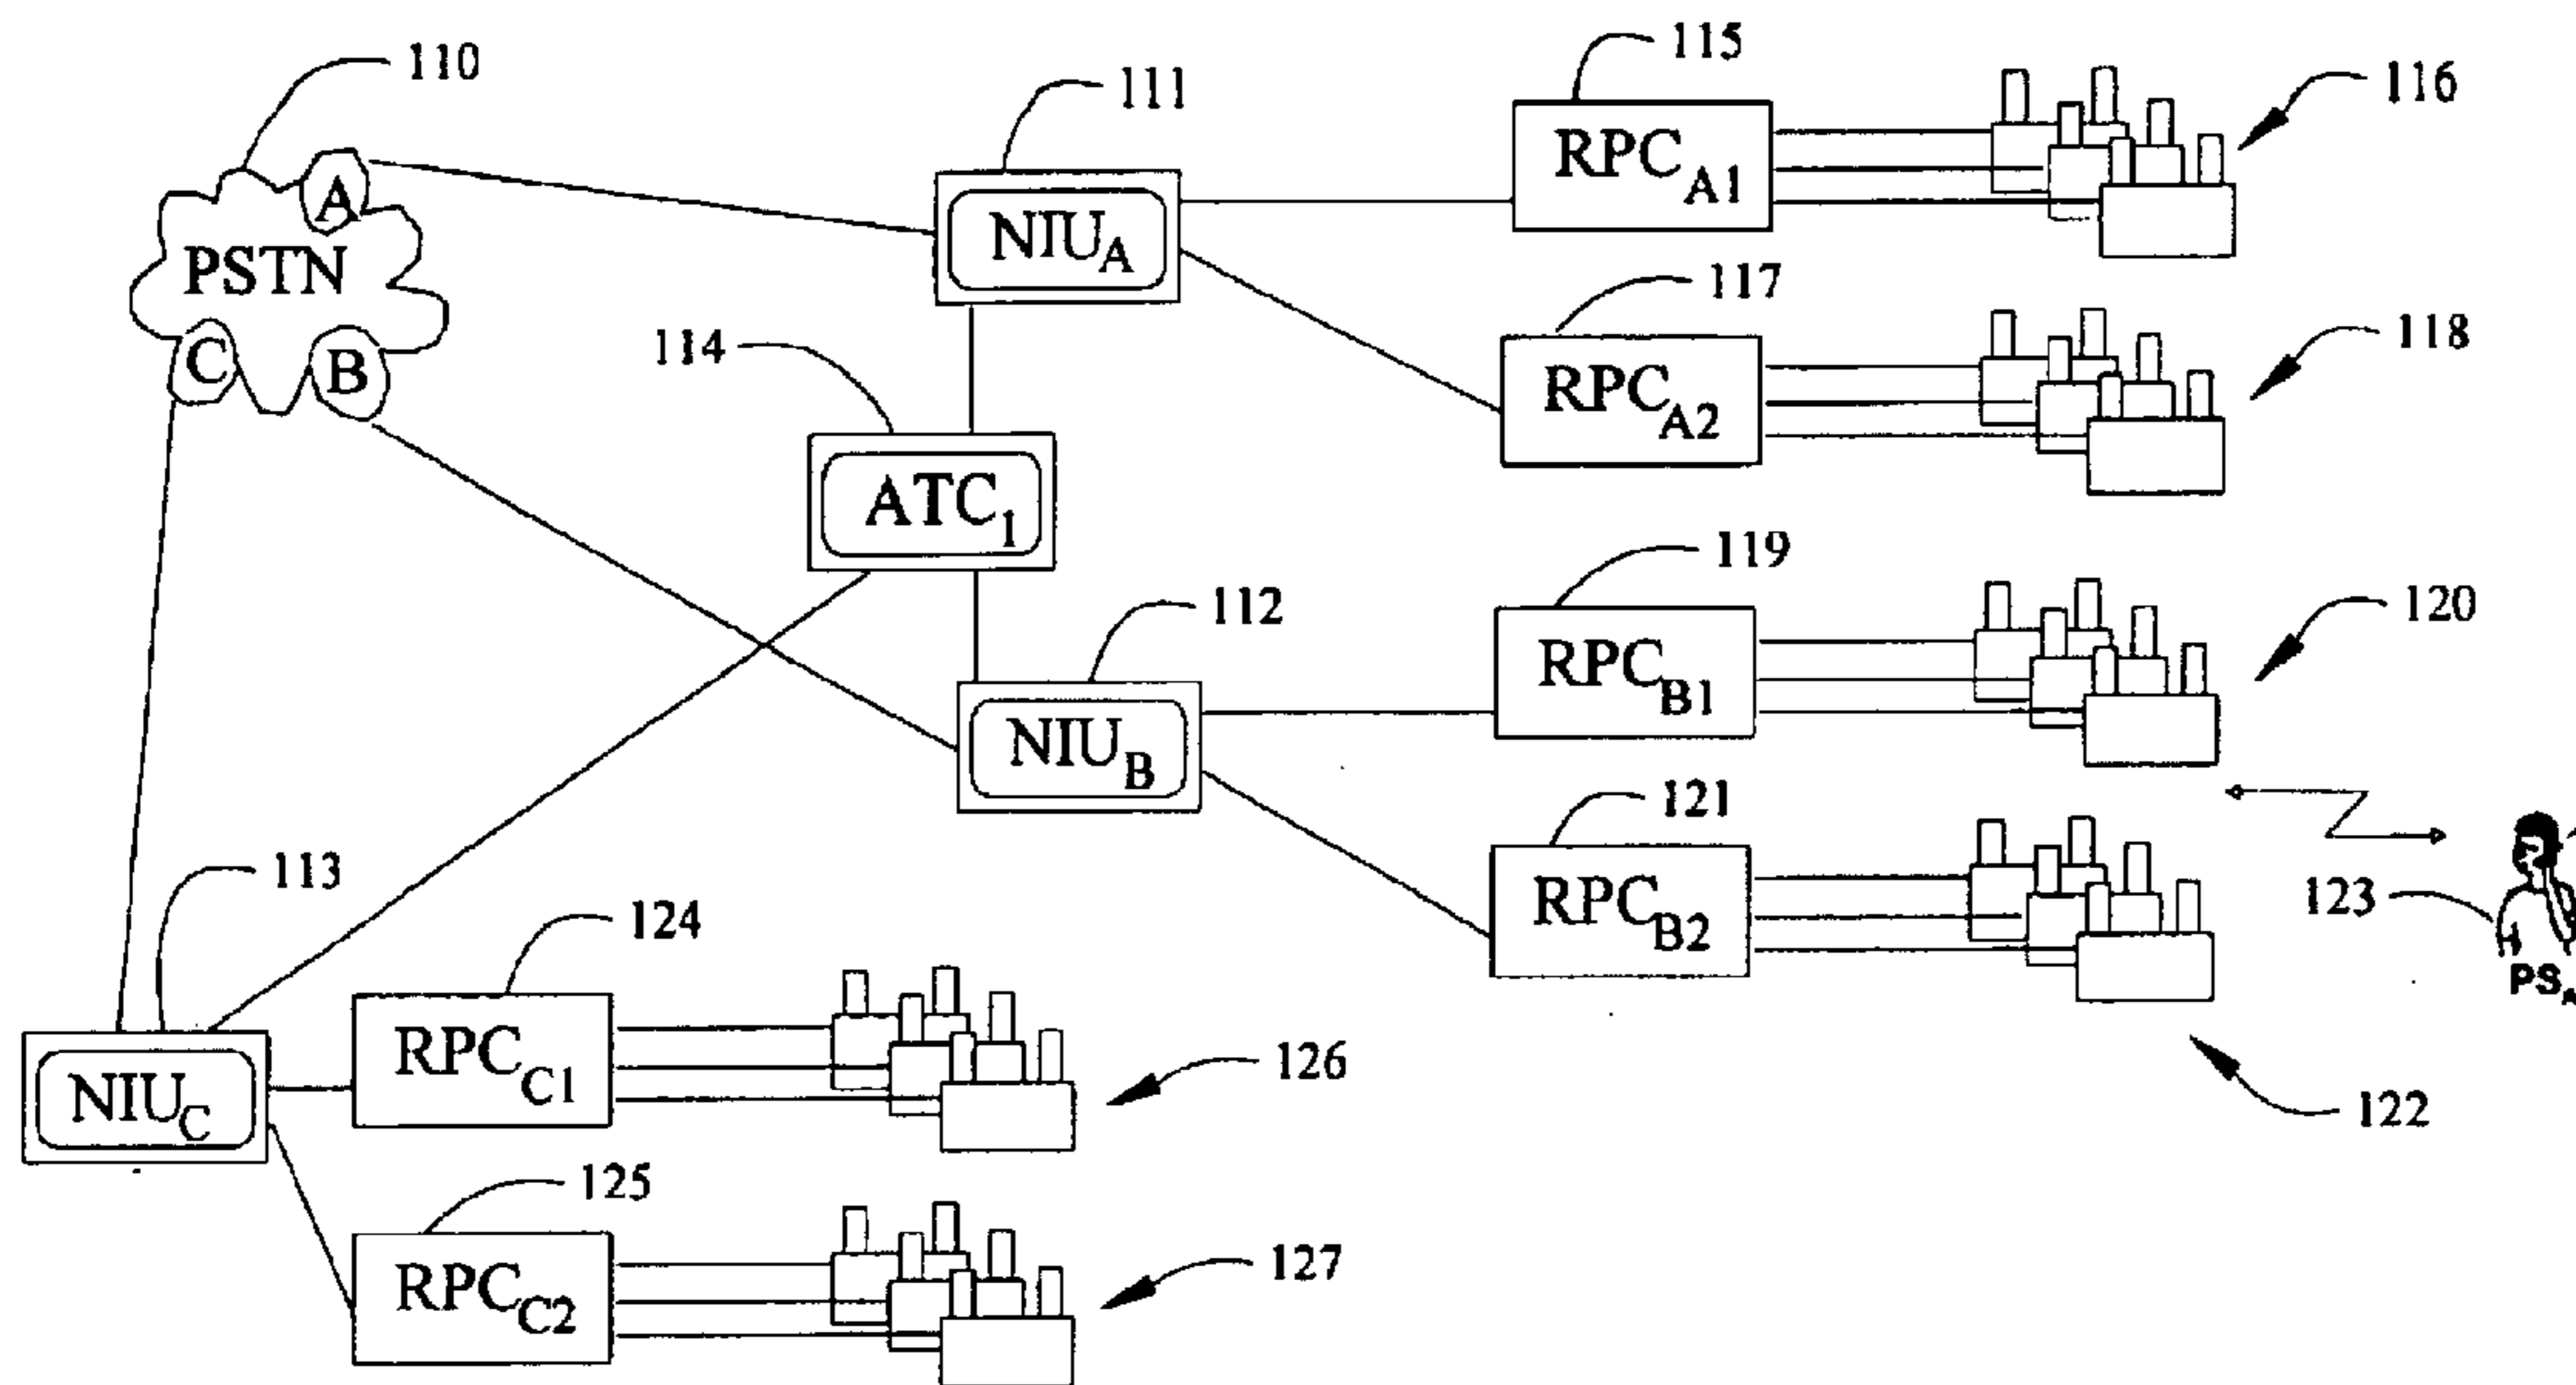 110
111
115
116
A
PSTN
C
B
NIU_A
RPC_A1
114
117
118
RPC_A2
ATC_1
112
119
120
RPC_B1
NIU_B
121
123
RPC_B2
PS_A
122
113
124
RPC_C1
126
NIU_C
125
RPC_C2
127